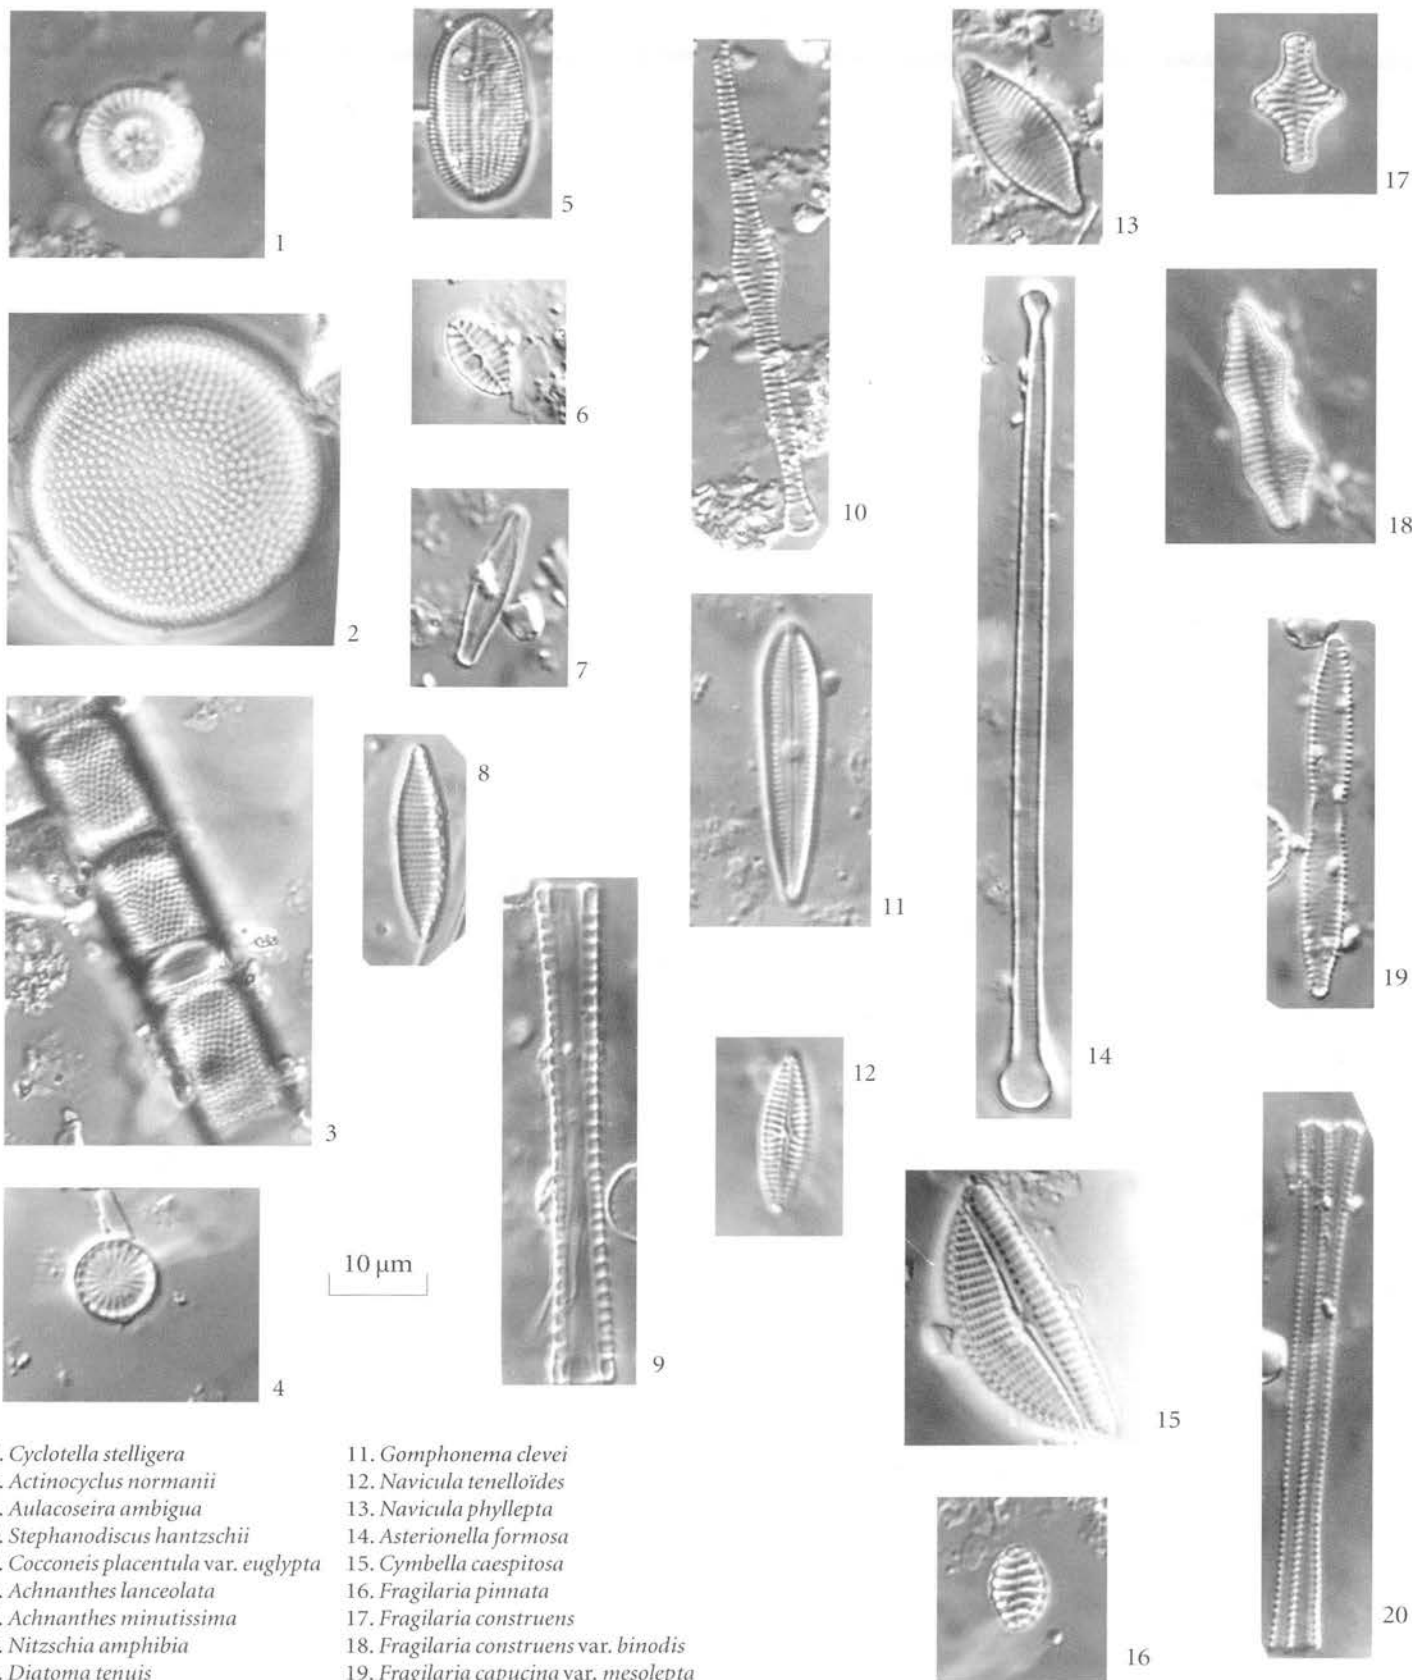 1
2
3
4
5
6
7
8
9
10
11
12
13
14
15
16
17
18
19
20
10 µm
. Cyclotella stelligera
. Actinocyclus normanii
. Aulacoseira ambigua
. Stephanodiscus hantzschii
. Cocconeis placentula var. euglypta
. Achnanthes lanceolata
. Achnanthes minutissima
. Nitzschia amphibia
. Diatoma tenuis
11. Gomphonema clevei
12. Navicula tenelloïdes
13. Navicula phyllepta
14. Asterionella formosa
15. Cymbella caespitosa
16. Fragilaria pinnata
17. Fragilaria construens
18. Fragilaria construens var. binodis
19. Fragilaria capucina var. mesolepta